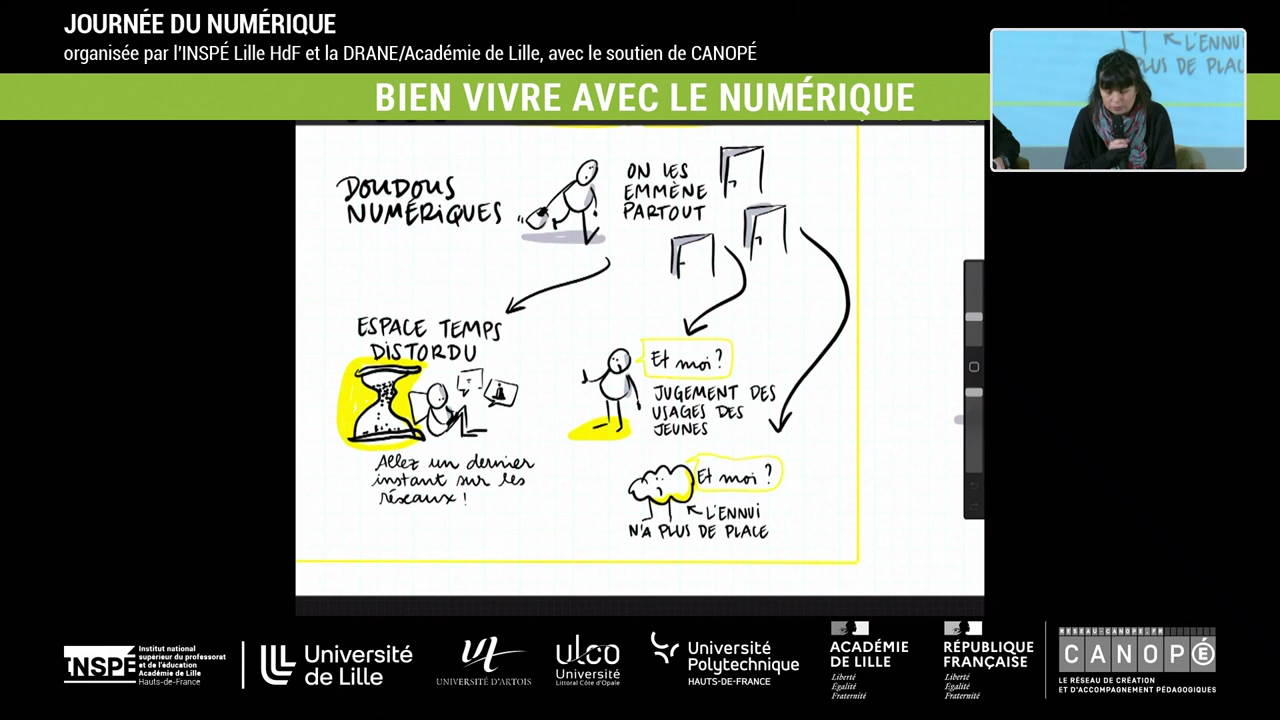 JOURNÉE DU NUMÉRIQUE
organisée par l'INSPÉ Lille HdF et la DRANE/Académie de Lille, avec le soutien de CANOPÉ
BIEN VIVRE AVEC LE NUMÉRIQUE
L'ENNUI
PLUS DE PLAC
DOUDOUS
NUMÉRIQUES
ON LES
EMMÈNE
PARTOUT
ESPACE TEMPS
DISTORDU
Allez un dernier
instant sur les
réseaux !
Et moi ?
JUGEMENT DES
USAGES DES
JEUNES
Et moi ?
L'ENNUI
N'A PLUS DE PLACE
INSPÉ
Institut national
supérieur du professorat
et de l'éducation
Académie de Lille
Hauts-de-France
Université
de Lille
UNIVERSITÉ D'ARTOIS
ULCO
Université
Littoral Côte d'Opale
Université
Polytechnique
HAUTS-DE-FRANCE
ACADÉMIE
DE LILLE
Liberté
Égalité
Fraternité
RÉPUBLIQUE
FRANÇAISE
Liberté
Égalité
Fraternité
RESEAU-CANOPE.FR
CANOPÉ
LE RÉSEAU DE CRÉATION
ET D'ACCOMPAGNEMENT PÉDAGOGIQUES